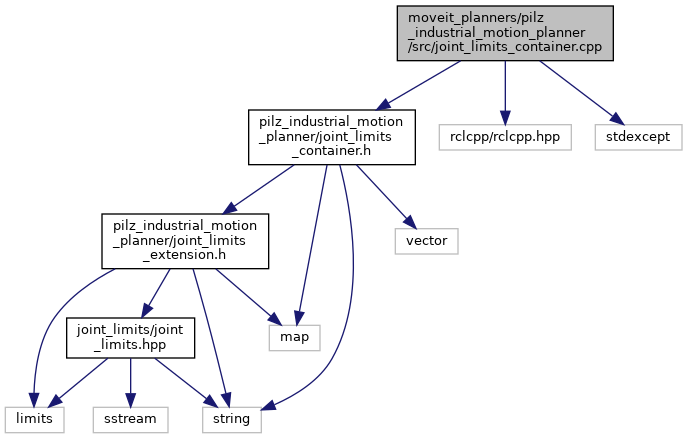 moveit_planners/pilz
_industrial_motion_planner
/src/joint_limits_container.cpp
pilz_industrial_motion
_planner/joint_limits
_container.h
rclcpp/rclcpp.hpp
stdexcept
pilz_industrial_motion
_planner/joint_limits
_extension.h
vector
joint_limits/joint
_limits.hpp
map
limits
sstream
string